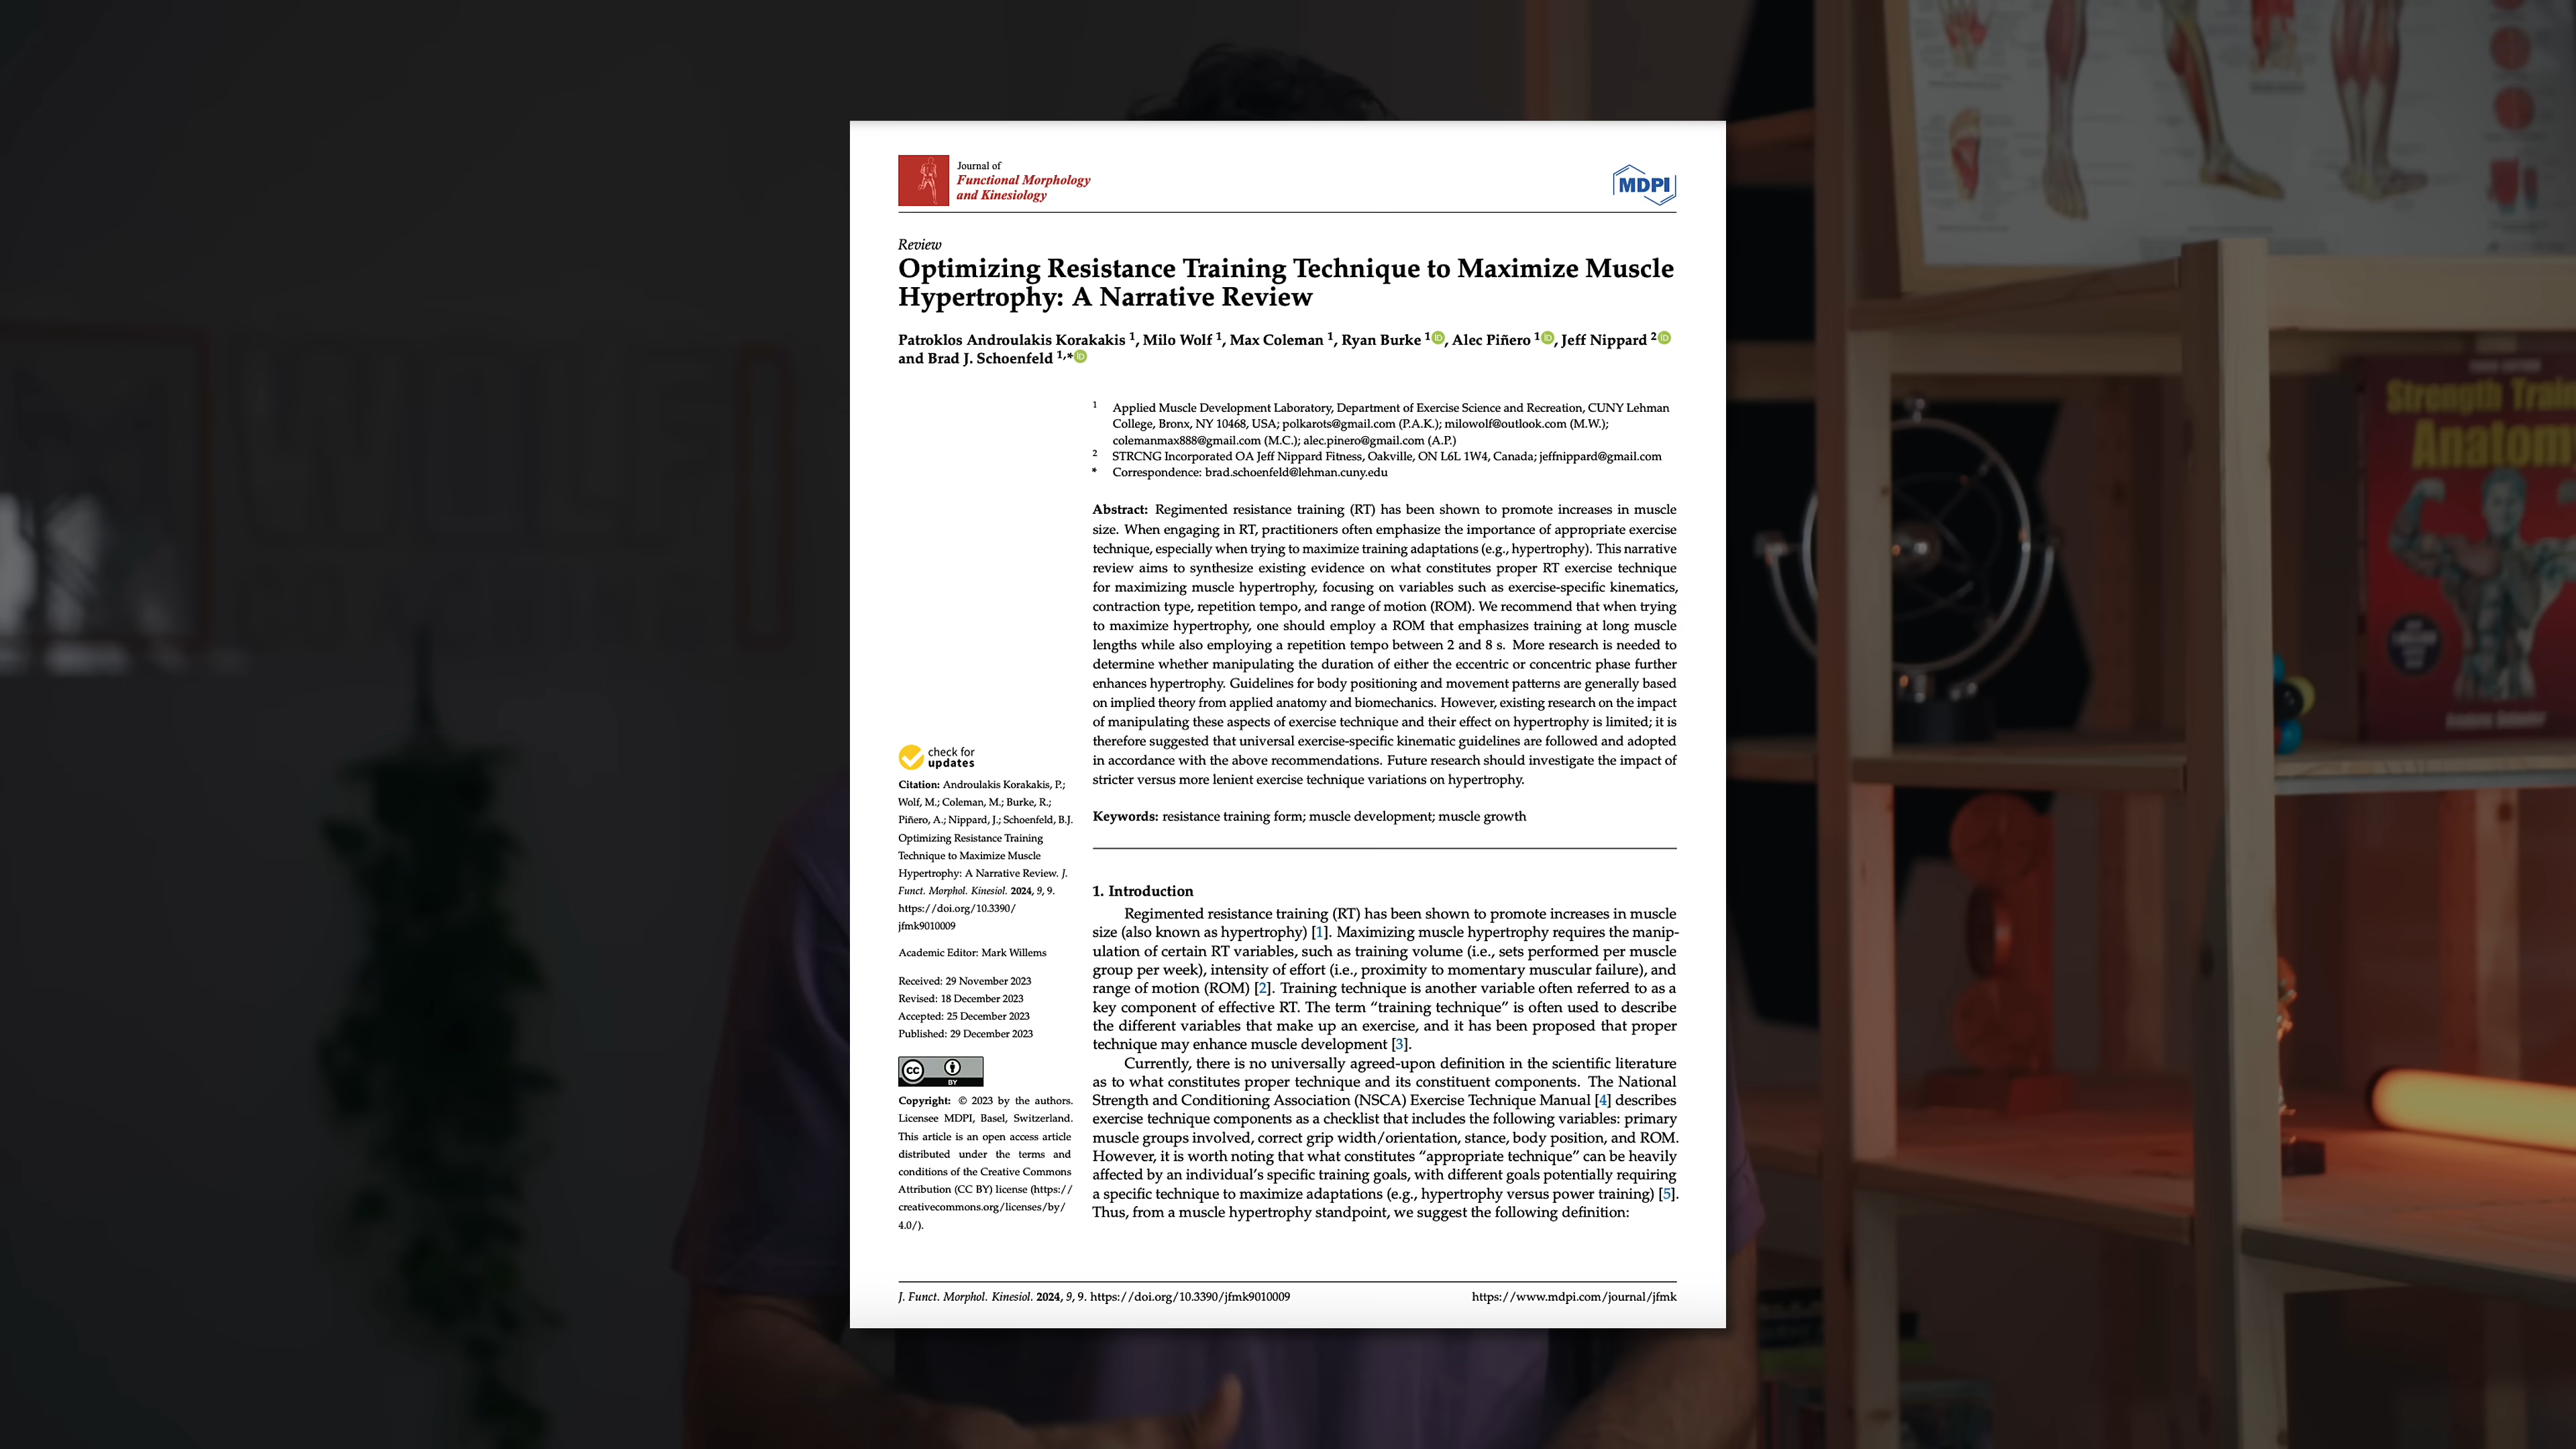 Journal of
Functional Morphology
and Kinesiology
MDPI
Review
Optimizing Resistance Training Technique to Maximize Muscle
Hypertrophy: A Narrative Review
Patroklos Androulakis Korakakis 1, Milo Wolf 1, Max Coleman 1, Ryan Burke 1 iD, Alec Piñero 1 iD, Jeff Nippard 2 iD
and Brad J. Schoenfeld 1,* iD
1 Applied Muscle Development Laboratory, Department of Exercise Science and Recreation, CUNY Lehman
College, Bronx, NY 10468, USA; polkarots@gmail.com (P.A.K.); milowolf@outlook.com (M.W.);
colemanmax888@gmail.com (M.C.); alec.pinero@gmail.com (A.P.)
2 STRCNG Incorporated OA Jeff Nippard Fitness, Oakville, ON L6L 1W4, Canada; jeffnippard@gmail.com
* Correspondence: brad.schoenfeld@lehman.cuny.edu
Abstract: Regimented resistance training (RT) has been shown to promote increases in muscle
size. When engaging in RT, practitioners often emphasize the importance of appropriate exercise
technique, especially when trying to maximize training adaptations (e.g., hypertrophy). This narrative
review aims to synthesize existing evidence on what constitutes proper RT exercise technique
for maximizing muscle hypertrophy, focusing on variables such as exercise-specific kinematics,
contraction type, repetition tempo, and range of motion (ROM). We recommend that when trying
to maximize hypertrophy, one should employ a ROM that emphasizes training at long muscle
lengths while also employing a repetition tempo between 2 and 8 s. More research is needed to
determine whether manipulating the duration of either the eccentric or concentric phase further
enhances hypertrophy. Guidelines for body positioning and movement patterns are generally based
on implied theory from applied anatomy and biomechanics. However, existing research on the impact
of manipulating these aspects of exercise technique and their effect on hypertrophy is limited; it is
therefore suggested that universal exercise-specific kinematic guidelines are followed and adopted
in accordance with the above recommendations. Future research should investigate the impact of
stricter versus more lenient exercise technique variations on hypertrophy.
Keywords: resistance training form; muscle development; muscle growth
check for
updates
Citation: Androulakis Korakakis, P.;
Wolf, M.; Coleman, M.; Burke, R.;
Piñero, A.; Nippard, J.; Schoenfeld, B.J.
Optimizing Resistance Training
Technique to Maximize Muscle
Hypertrophy: A Narrative Review. J.
Funct. Morphol. Kinesiol. 2024, 9, 9.
https://doi.org/10.3390/
jfmk9010009
Academic Editor: Mark Willems
Received: 29 November 2023
Revised: 18 December 2023
Accepted: 25 December 2023
Published: 29 December 2023
CC BY
Copyright: © 2023 by the authors.
Licensee MDPI, Basel, Switzerland.
This article is an open access article
distributed under the terms and
conditions of the Creative Commons
Attribution (CC BY) license (https://
creativecommons.org/licenses/by/
4.0/).
1. Introduction
Regimented resistance training (RT) has been shown to promote increases in muscle
size (also known as hypertrophy) [1]. Maximizing muscle hypertrophy requires the manip-
ulation of certain RT variables, such as training volume (i.e., sets performed per muscle
group per week), intensity of effort (i.e., proximity to momentary muscular failure), and
range of motion (ROM) [2]. Training technique is another variable often referred to as a
key component of effective RT. The term “training technique” is often used to describe
the different variables that make up an exercise, and it has been proposed that proper
technique may enhance muscle development [3].
Currently, there is no universally agreed-upon definition in the scientific literature
as to what constitutes proper technique and its constituent components. The National
Strength and Conditioning Association (NSCA) Exercise Technique Manual [4] describes
exercise technique components as a checklist that includes the following variables: primary
muscle groups involved, correct grip width/orientation, stance, body position, and ROM.
However, it is worth noting that what constitutes “appropriate technique” can be heavily
affected by an individual’s specific training goals, with different goals potentially requiring
a specific technique to maximize adaptations (e.g., hypertrophy versus power training) [5].
Thus, from a muscle hypertrophy standpoint, we suggest the following definition:
J. Funct. Morphol. Kinesiol. 2024, 9, 9. https://doi.org/10.3390/jfmk9010009
https://www.mdpi.com/journal/jfmk
Strength Train
Anatomy